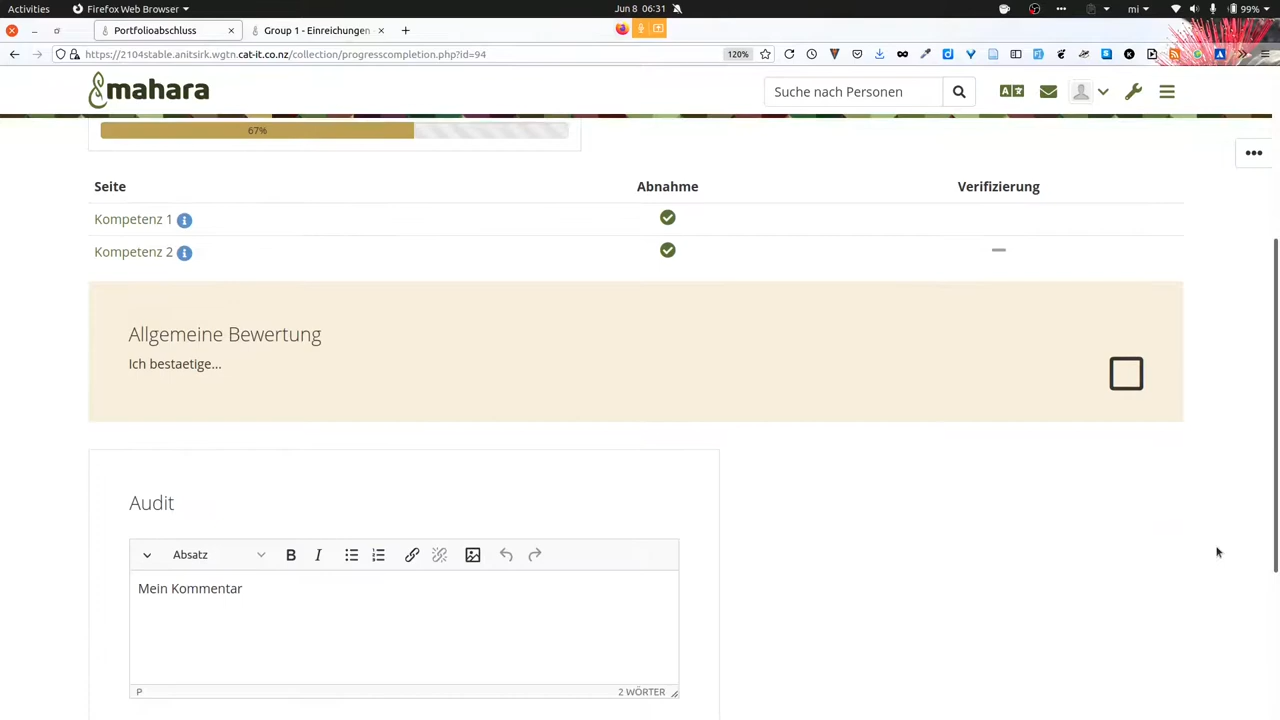 Activities
Firefox Web Browser
Jun 8 06:31
mi
99%
Portfolioabschluss
Group 1 - Einreichungen
https://2104stable.anitsirk.wgtn.cat-it.co.nz/collection/progresscompletion.php?id=94
120%
mahara
Suche nach Personen
67%
Seite Abnahme Verifizierung
Kompetenz 1
Kompetenz 2
Allgemeine Bewertung
Ich bestaetige...
Audit
Absatz
B I
Mein Kommentar
P
2 WÖRTER